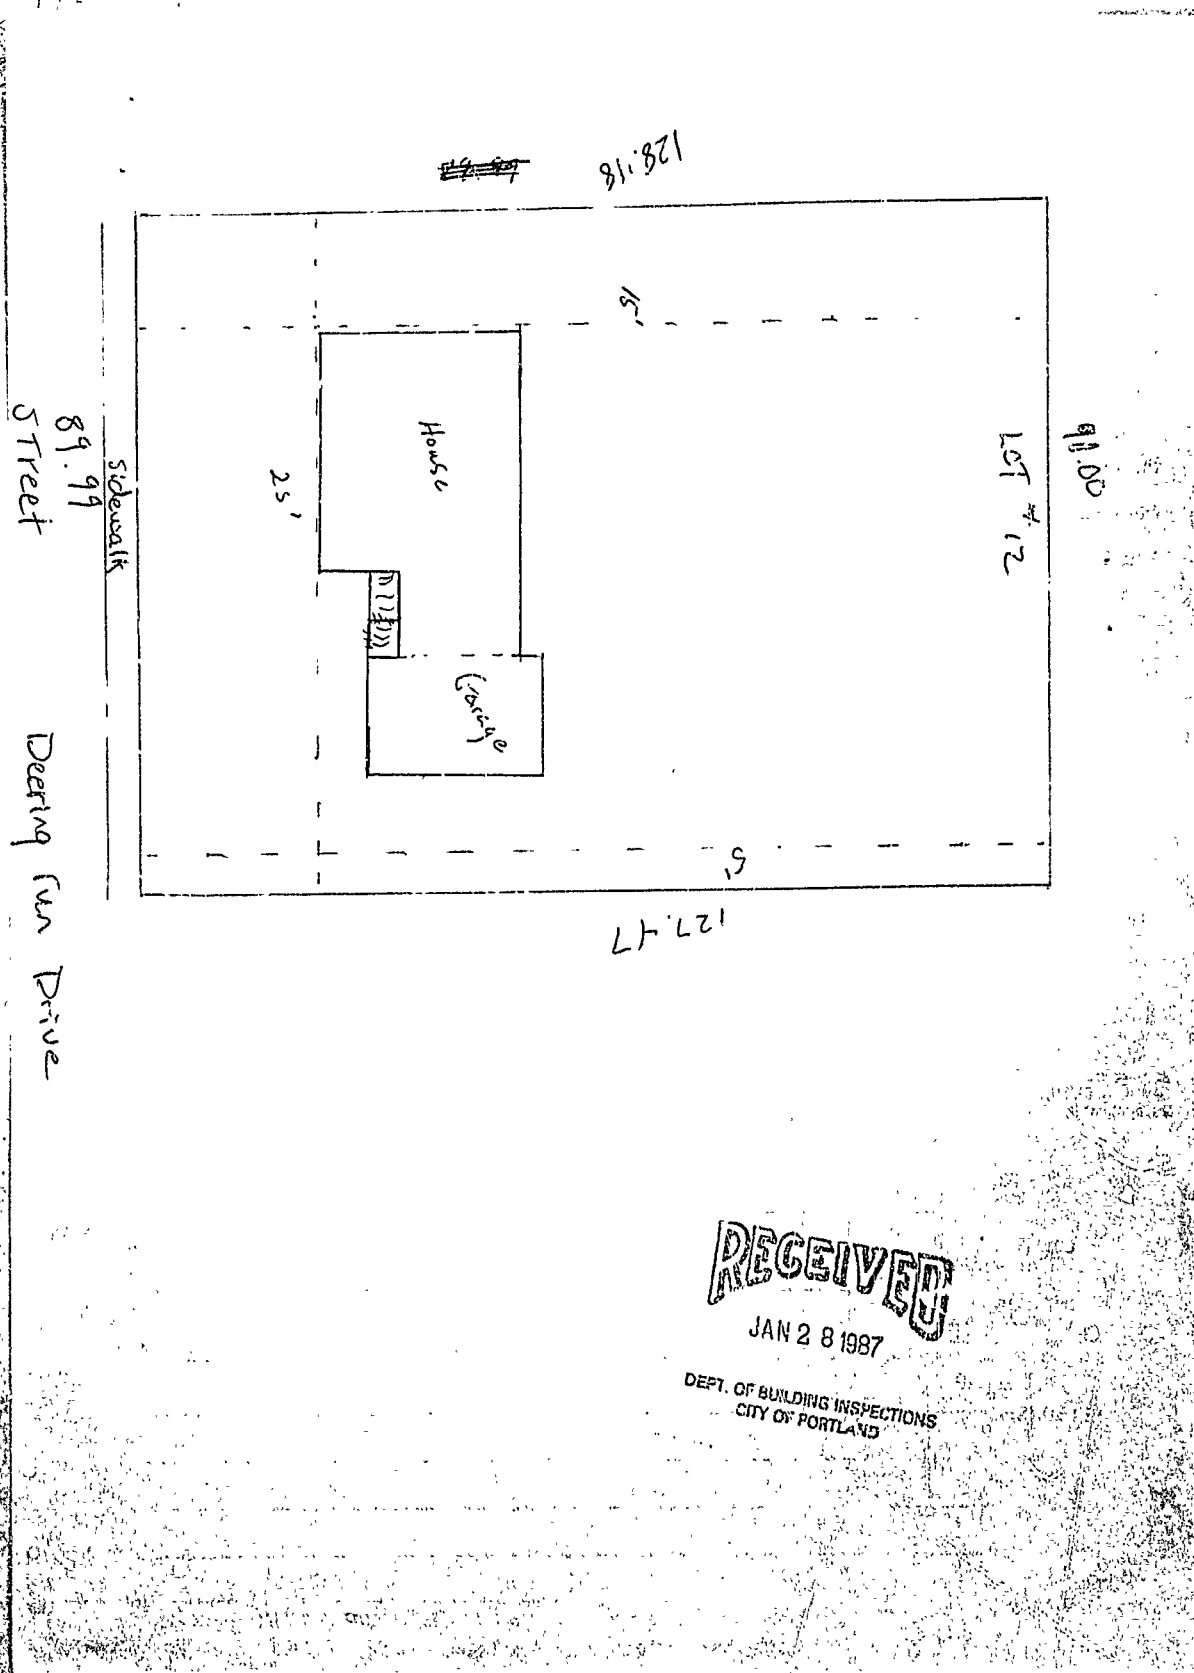 128.18
15'
House
25'
Garage
5'
127.47
91.00
LOT # 12
Sidewalk
89.99
STreet
Deering run Drive
RECEIVED
JAN 28 1987
DEPT. OF BUILDING INSPECTIONS
CITY OF PORTLAND